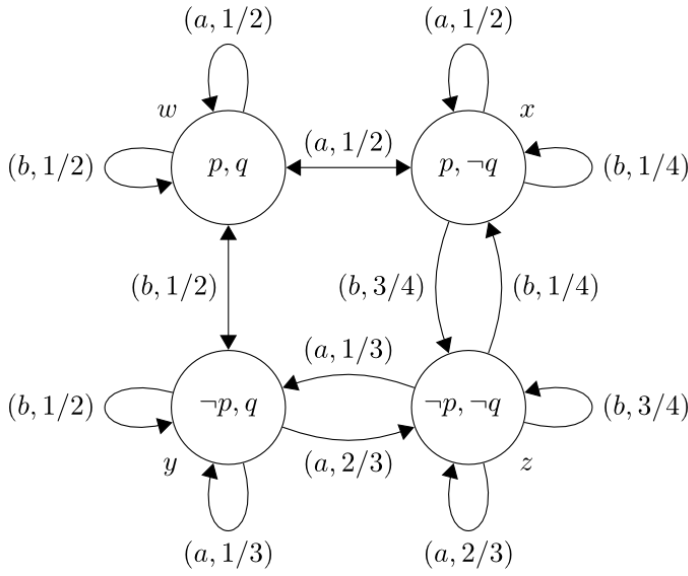 (a, 1/2) (a, 1/2)
w x
(b, 1/2) p, q (a, 1/2) p, ¬q (b, 1/4)
(b, 1/2) (b, 3/4) (b, 1/4)
(a, 1/3)
(b, 1/2) ¬p, q ¬p, ¬q (b, 3/4)
y (a, 2/3) z
(a, 1/3) (a, 2/3)